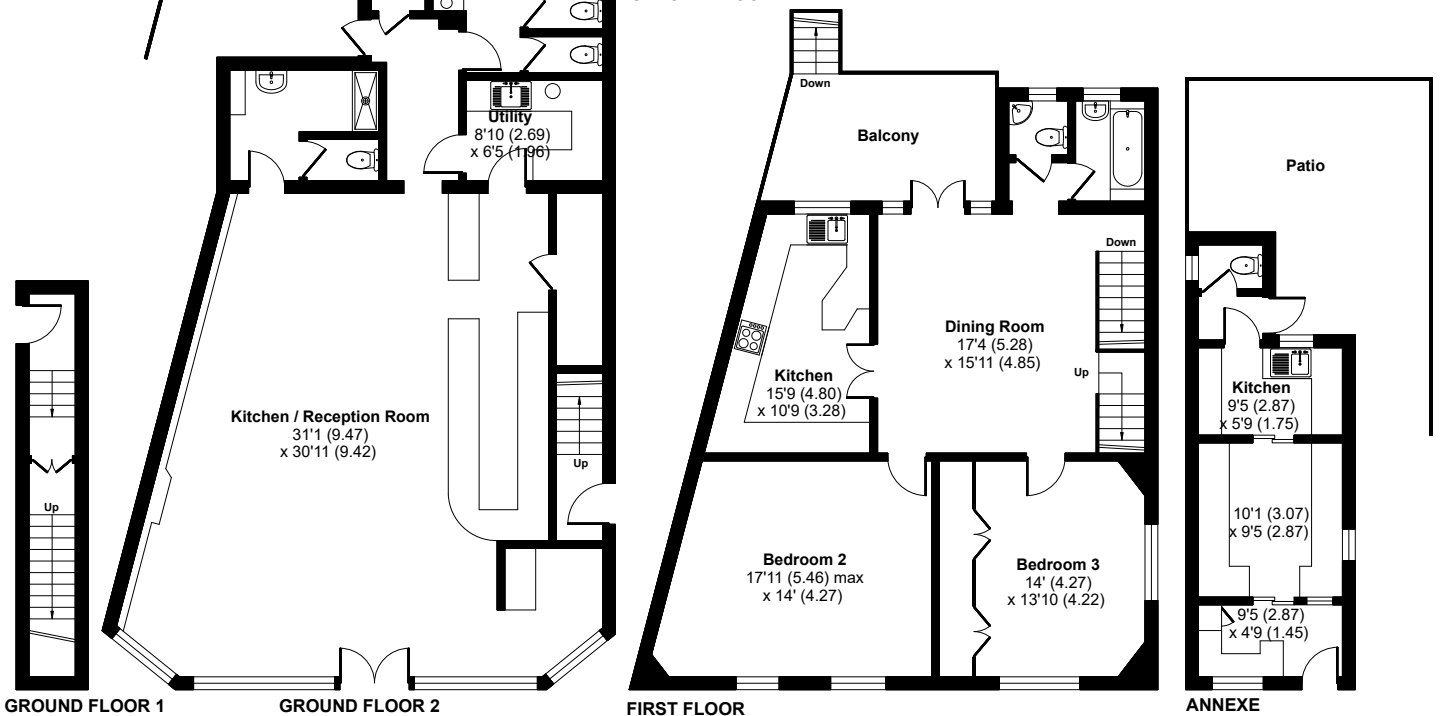 Utility
8'10 (2.69)
x 6'5 (1.96)
Kitchen / Reception Room
31'1 (9.47)
x 30'11 (9.42)
Up
Up
GROUND FLOOR 1
GROUND FLOOR 2
Down
Balcony
Down
Dining Room
17'4 (5.28)
x 15'11 (4.85)
Up
Kitchen
15'9 (4.80)
x 10'9 (3.28)
Bedroom 2
17'11 (5.46) max
x 14' (4.27)
Bedroom 3
14' (4.27)
x 13'10 (4.22)
FIRST FLOOR
Patio
Kitchen
9'5 (2.87)
x 5'9 (1.75)
10'1 (3.07)
x 9'5 (2.87)
9'5 (2.87)
x 4'9 (1.45)
ANNEXE